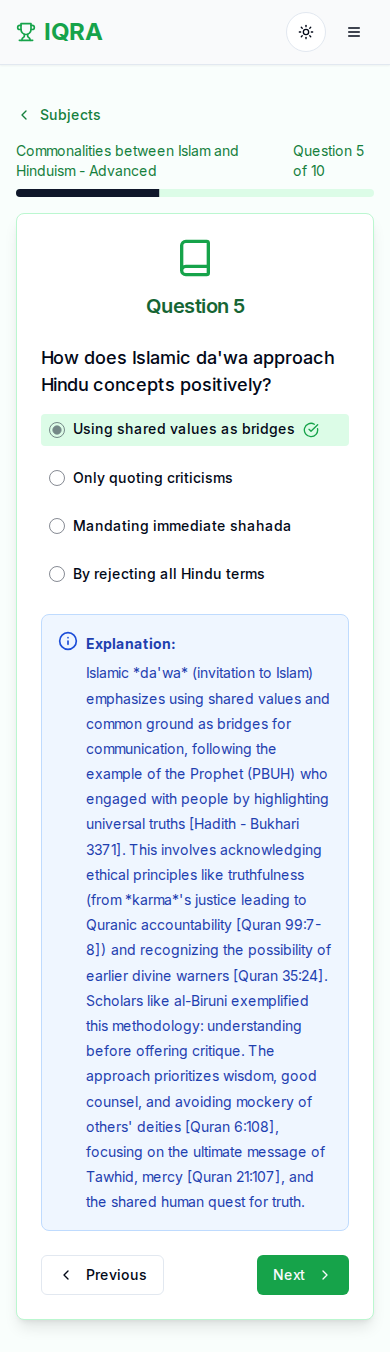 IQRA
Subjects
Commonalities between Islam and
Hinduism - Advanced
Question 5
of 10
Question 5
How does Islamic da'wa approach
Hindu concepts positively?
Using shared values as bridges
Only quoting criticisms
Mandating immediate shahada
By rejecting all Hindu terms
Explanation:
Islamic *da'wa* (invitation to Islam)
emphasizes using shared values and
common ground as bridges for
communication, following the
example of the Prophet (PBUH) who
engaged with people by highlighting
universal truths [Hadith - Bukhari
3371]. This involves acknowledging
ethical principles like truthfulness
(from *karma*'s justice leading to
Quranic accountability [Quran 99:7-
8]) and recognizing the possibility of
earlier divine warners [Quran 35:24].
Scholars like al-Biruni exemplified
this methodology: understanding
before offering critique. The
approach prioritizes wisdom, good
counsel, and avoiding mockery of
others' deities [Quran 6:108],
focusing on the ultimate message of
Tawhid, mercy [Quran 21:107], and
the shared human quest for truth.
Previous
Next